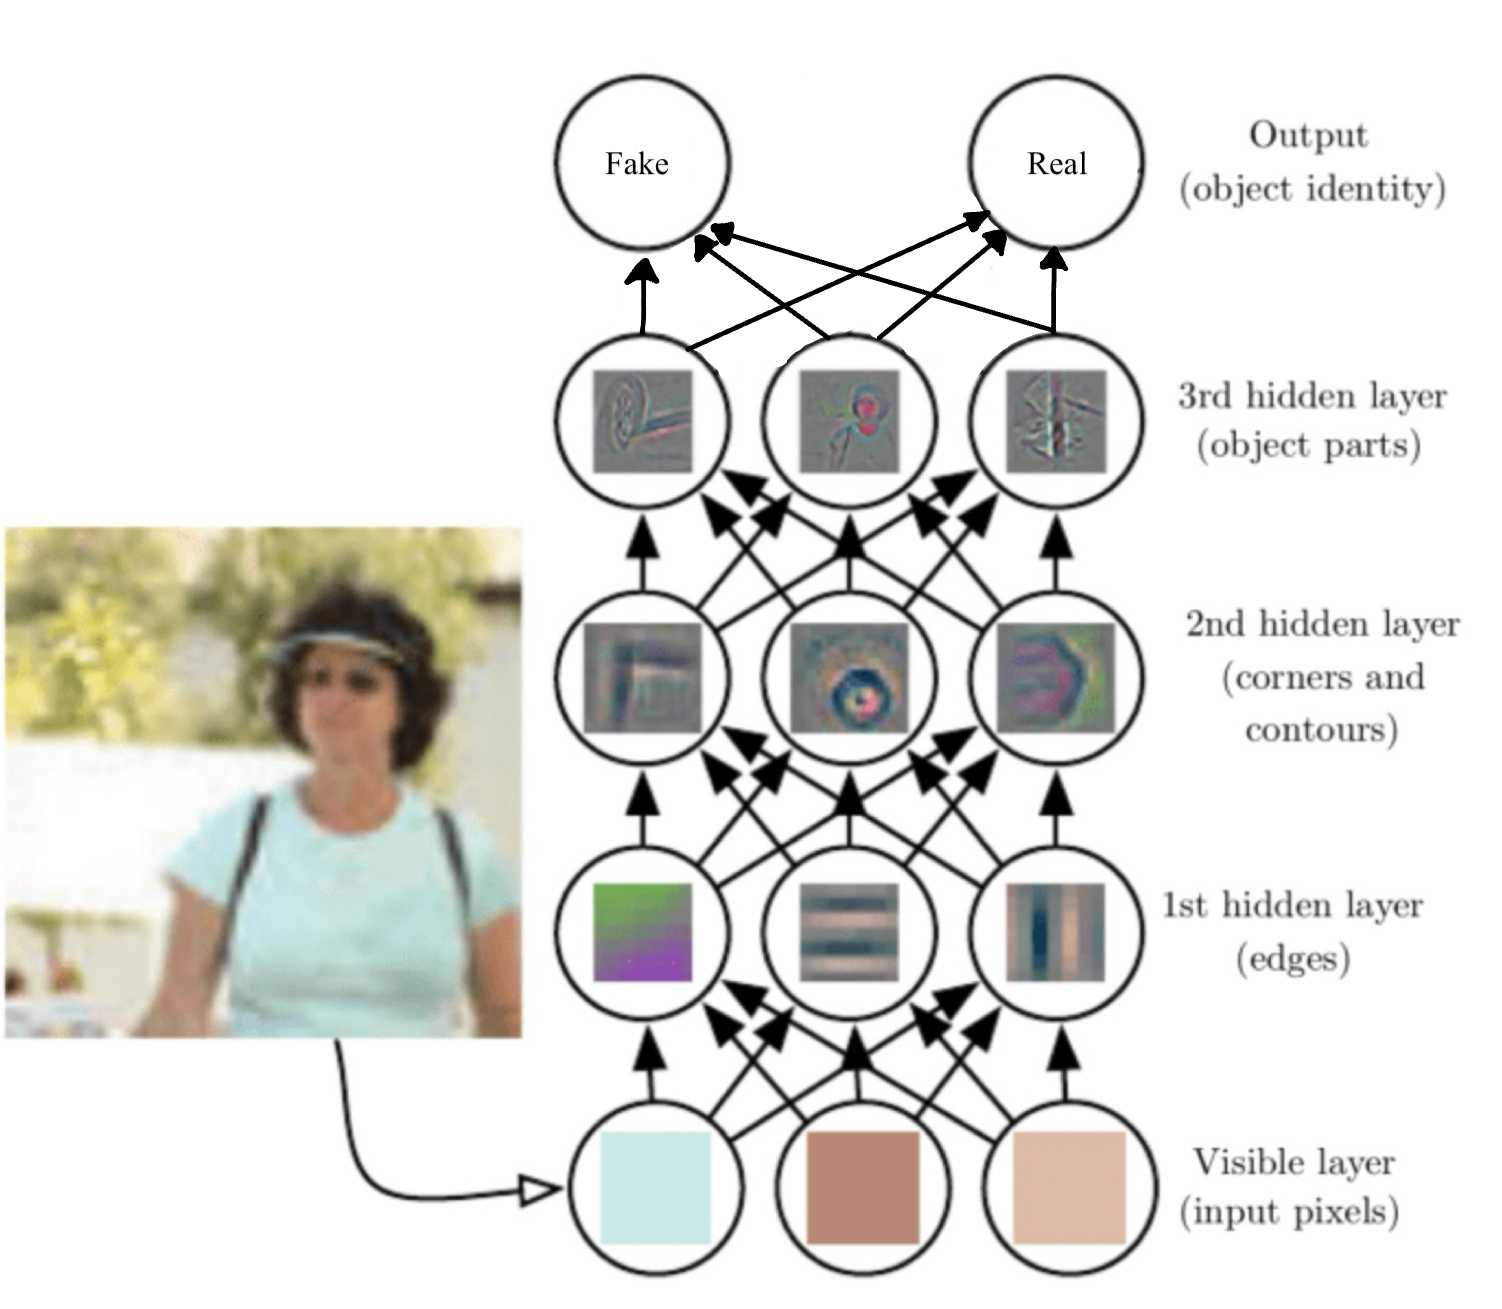 Fake
Real
Output
(object identity)
3rd hidden layer
(object parts)
2nd hidden layer
(corners and
contours)
1st hidden layer
(edges)
Visible layer
(input pixels)